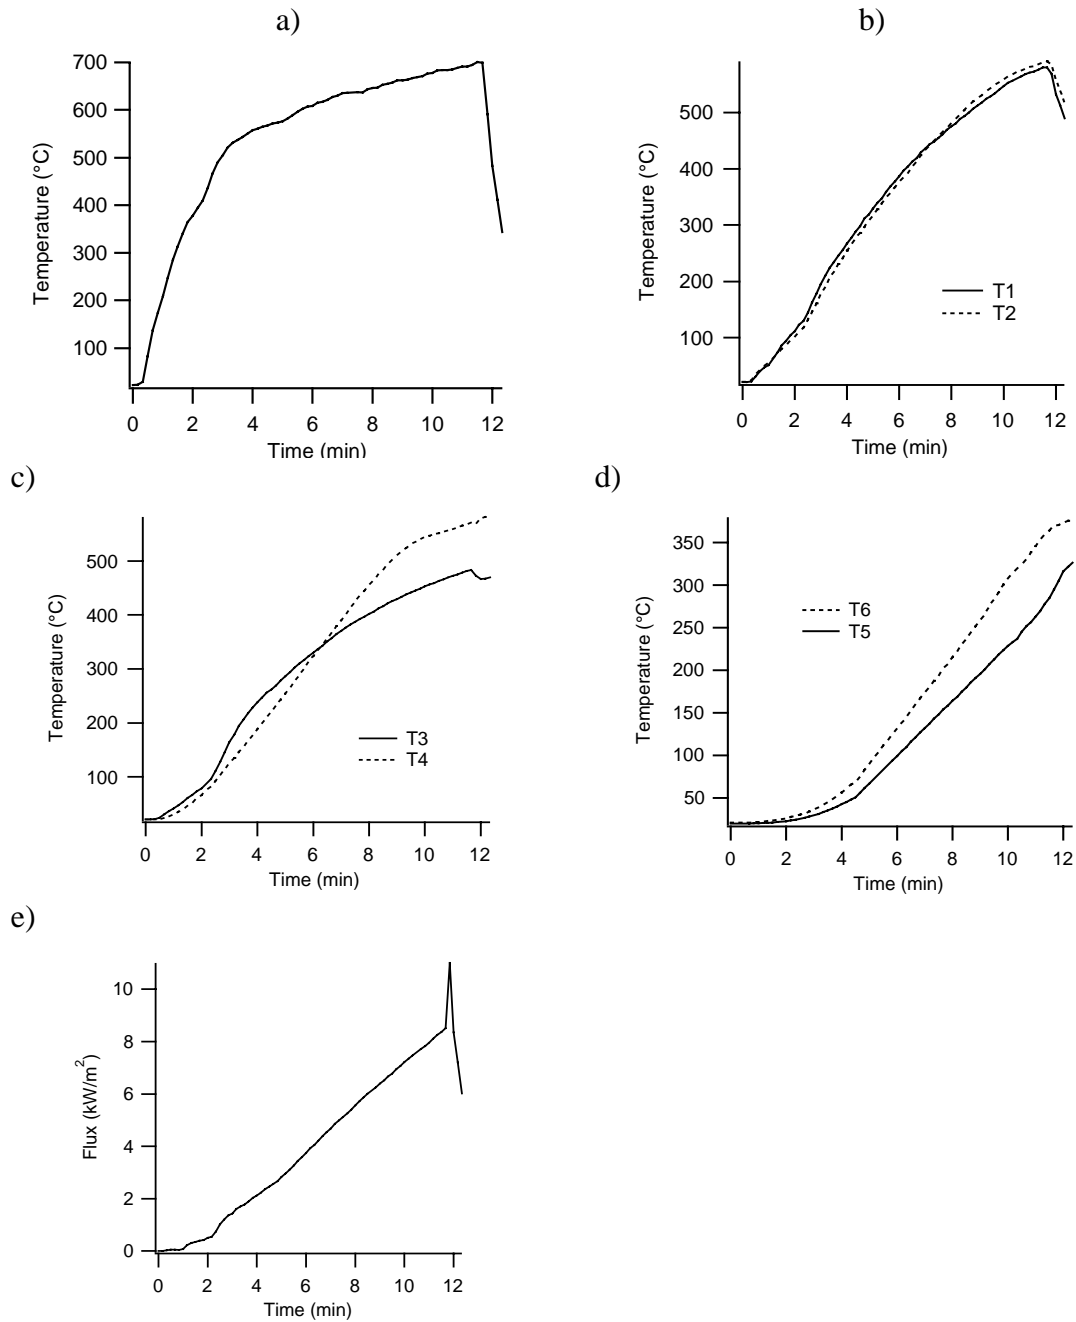 a)
700
600
500
400
300
200
100
Temperature (°C)
0 2 4 6 8 10 12
Time (min)
b)
500
400
300
200
100
Temperature (°C)
T1
T2
0 2 4 6 8 10 12
Time (min)
c)
500
400
300
200
100
Temperature (°C)
T3
T4
0 2 4 6 8 10 12
Time (min)
d)
350
300
250
200
150
100
50
Temperature (°C)
T6
T5
0 2 4 6 8 10 12
Time (min)
e)
10
8
6
4
2
0
Flux (kW/m²)
0 2 4 6 8 10 12
Time (min)